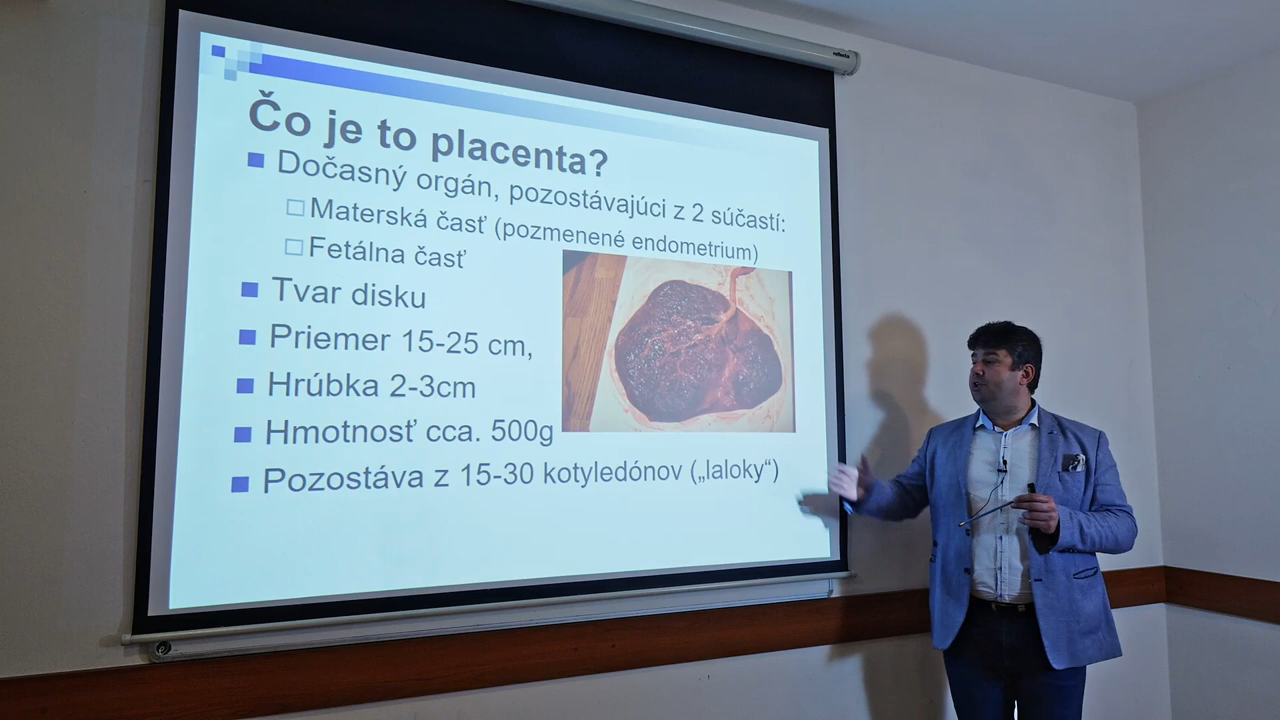 Čo je to placenta?
Dočasný orgán, pozostávajúci z 2 súčastí:
Materská časť (pozmenené endometrium)
Fetálna časť
Tvar disku
Priemer 15-25 cm,
Hrúbka 2-3cm
Hmotnosť cca. 500g
Pozostáva z 15-30 kotyledónov („laloky“)
reflecta